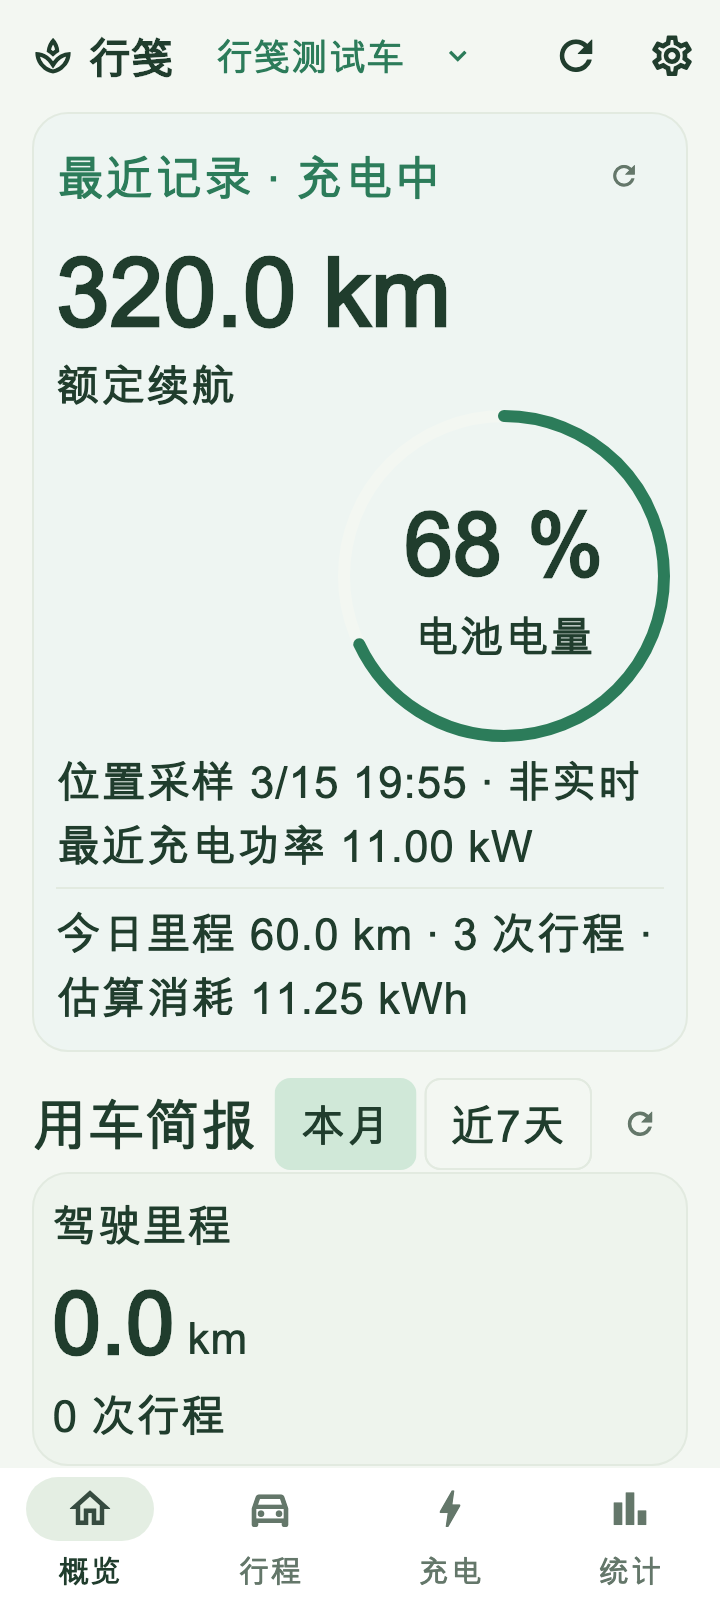 行笺 行笺测试车
最近记录 · 充电中
320.0 km
额定续航
68 %
电池电量
位置采样 3/15 19:55 · 非实时
最近充电功率 11.00 kW
今日里程 60.0 km · 3 次行程 ·
估算消耗 11.25 kWh
用车简报 本月 近7天
驾驶里程
0.0 km
0 次行程
概览 行程 充电 统计